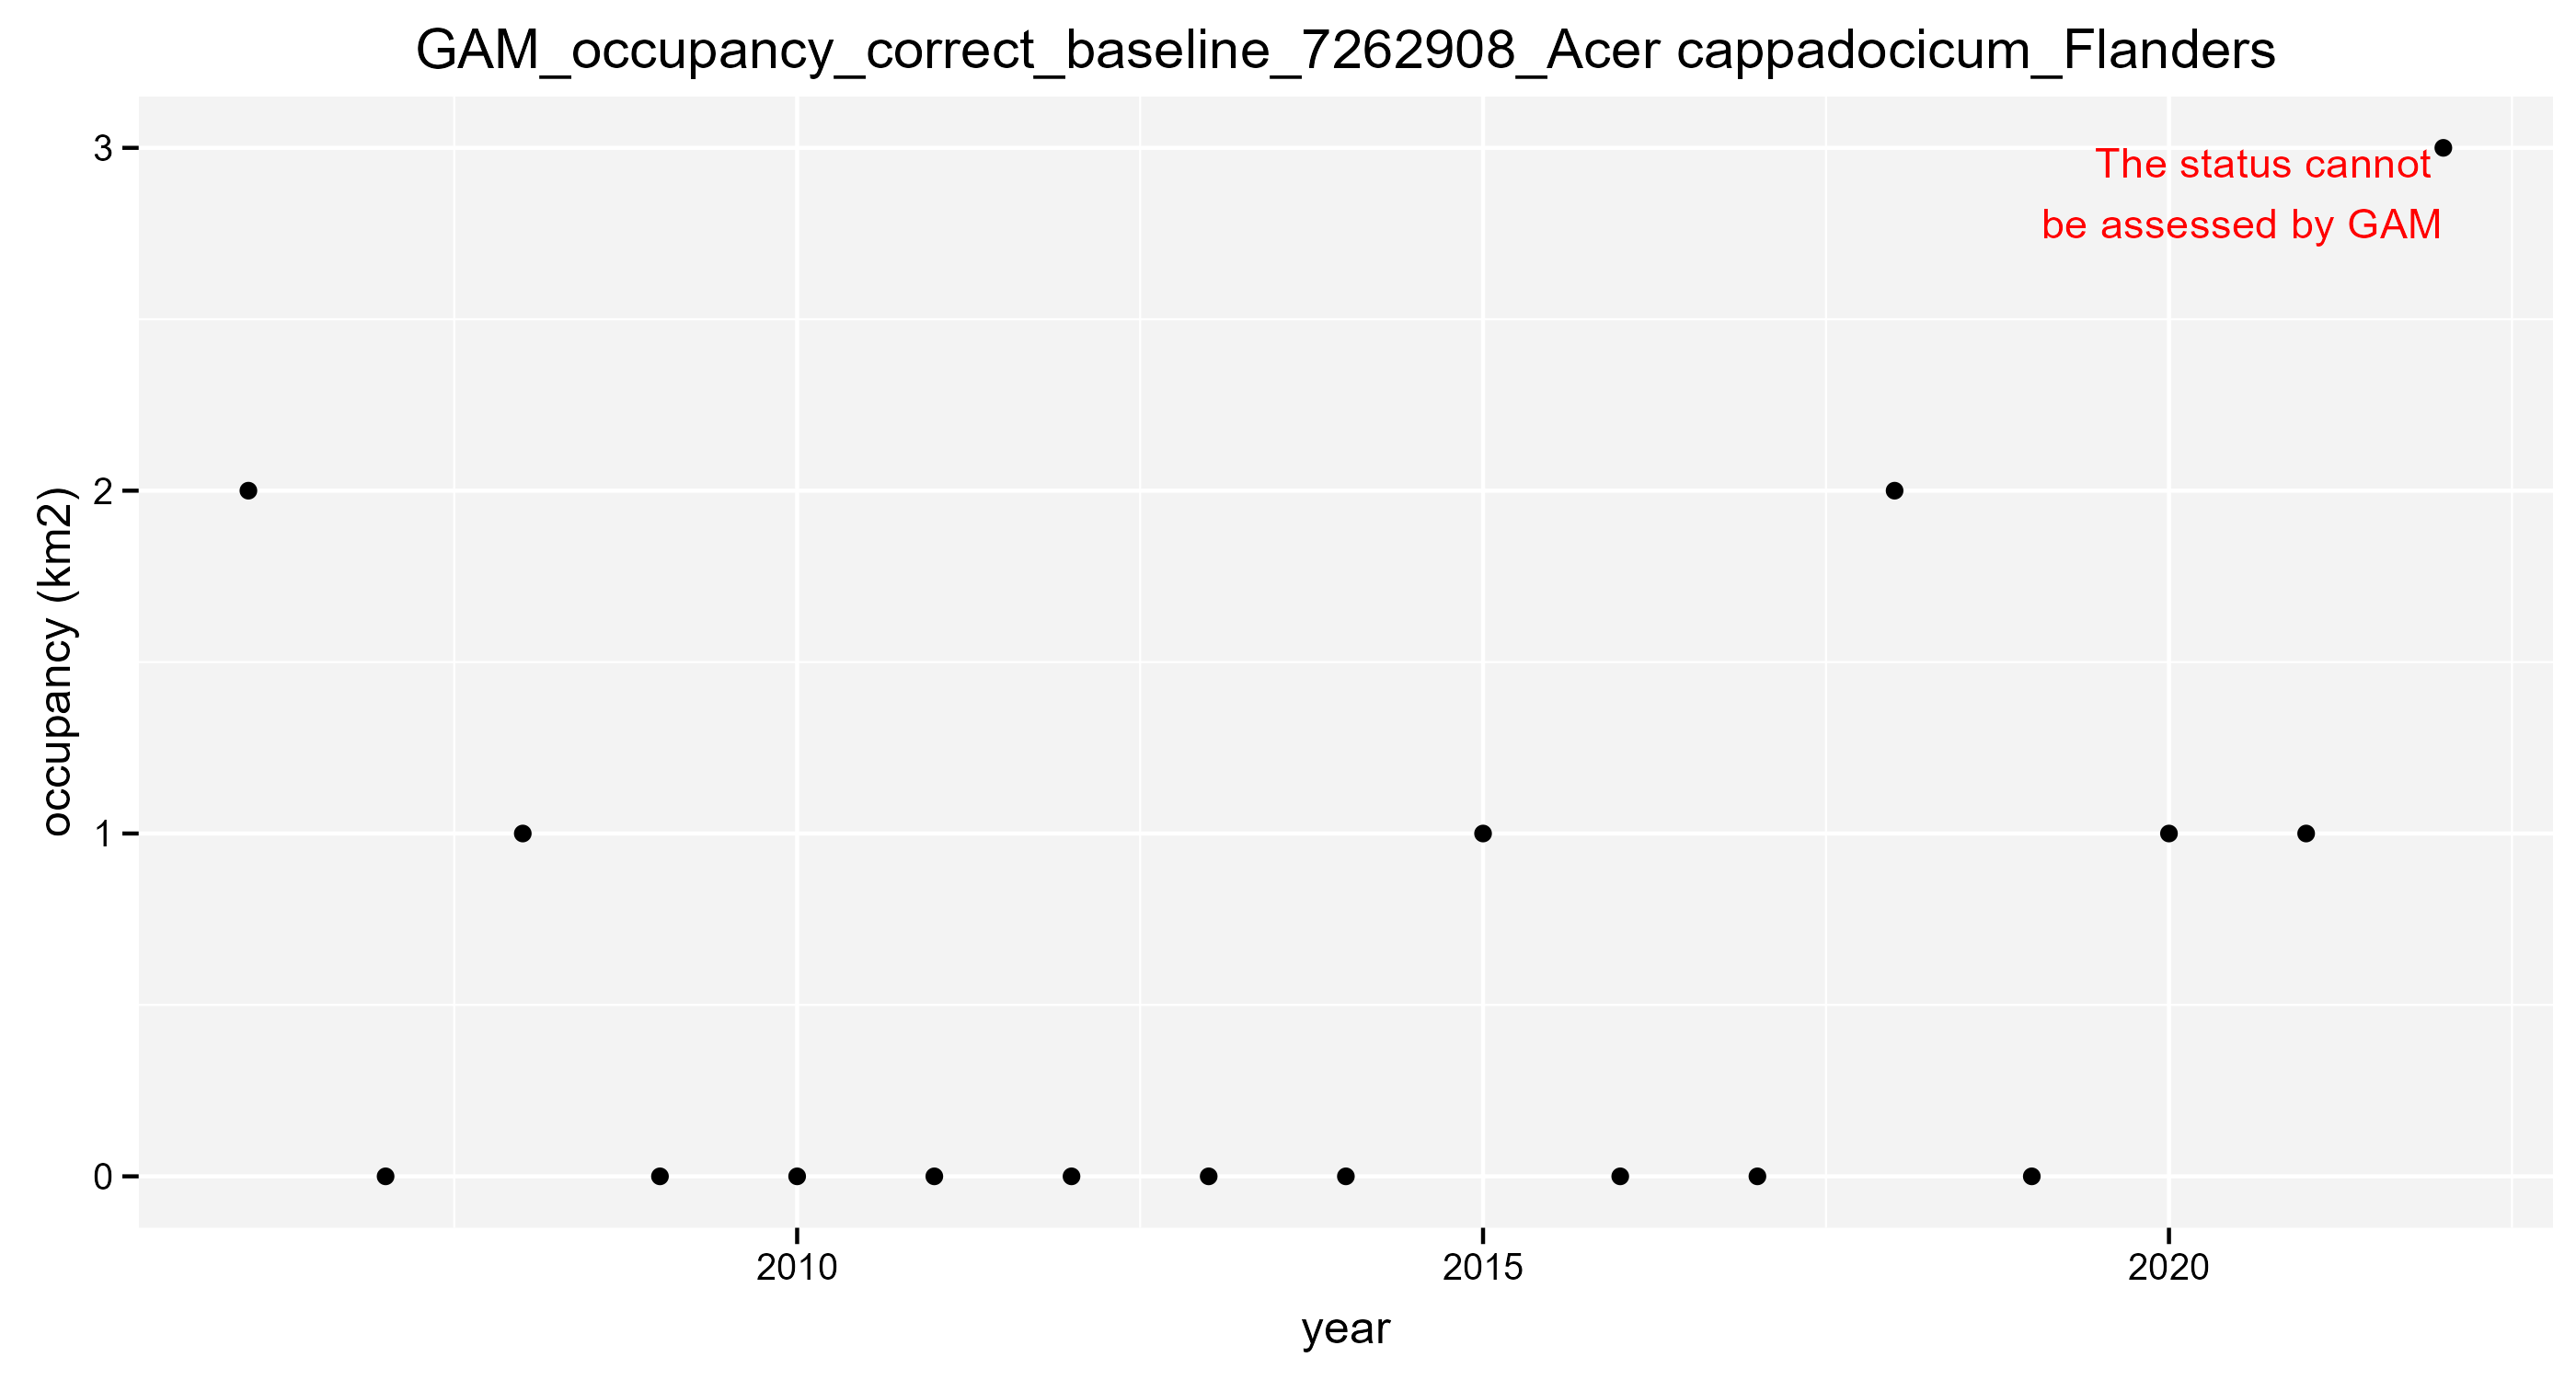 GAM_occupancy_correct_baseline_7262908_Acer cappadocicum_Flanders
3
The status cannot
be assessed by GAM
2
occupancy (km2)
1
0
2010
2015
2020
year